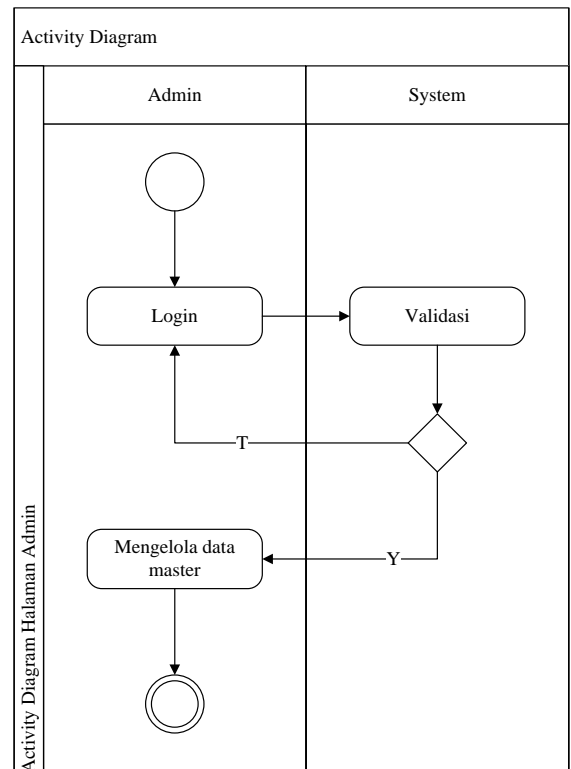 Activity Diagram
Admin
System
Login
Validasi
T
Mengelola data
master
Y
Activity Diagram Halaman Admin